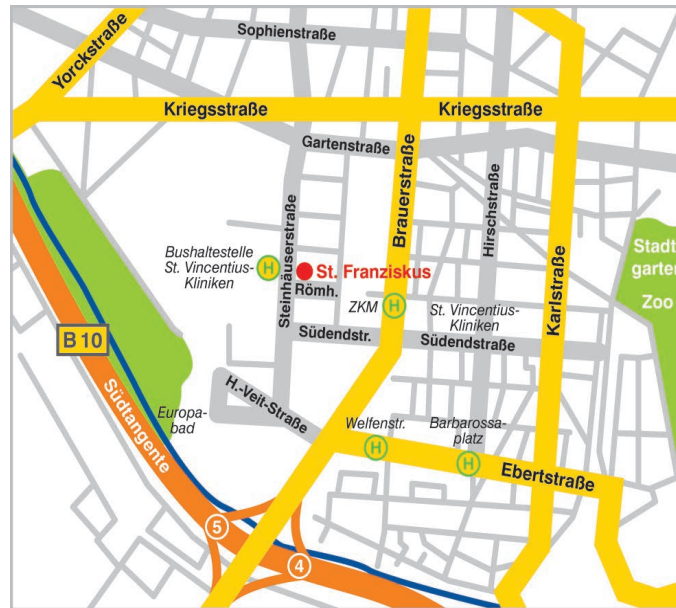 Sophienstraße
Yorckstraße
Kriegsstraße
Kriegsstraße
Gartenstraße
Brauerstraße
Hirschstraße
Steinhäuserstraße
Bushaltestelle
St. Vincentius-
Kliniken
H
St. Franziskus
Römh.
Stadt
garten
Zoo
Karlstraße
ZKM
H
St. Vincentius-
Kliniken
Südendstr.
Südendstraße
B 10
Südtangente
Europa-
bad
H.-Veit-Straße
Welfenstr.
H
Barbarossa-
platz
H
Ebertstraße
5
4